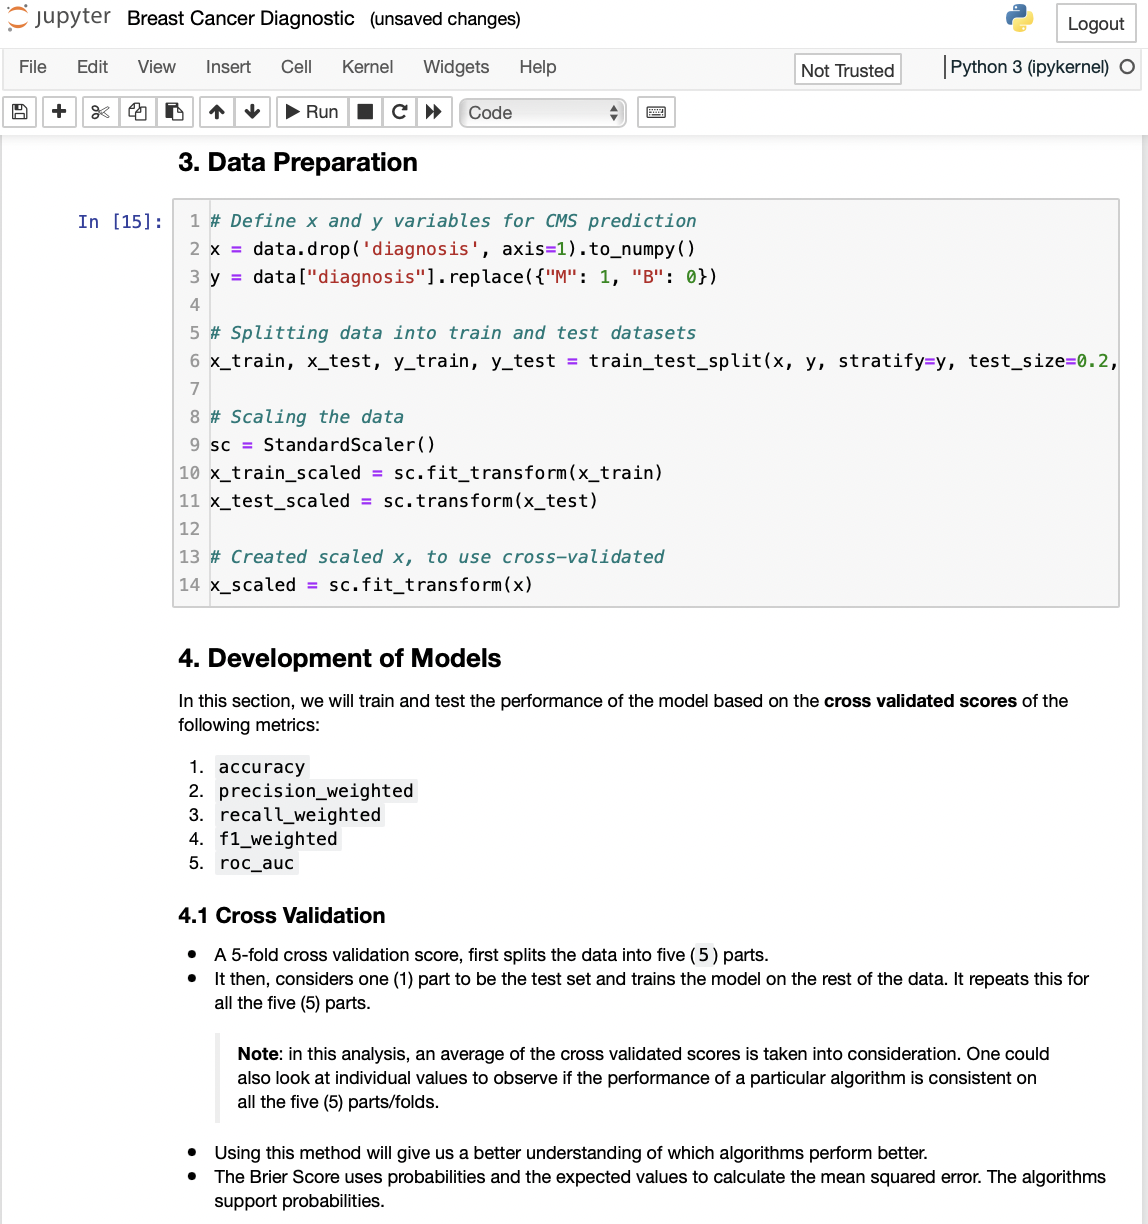 jupyter Breast Cancer Diagnostic (unsaved changes) Logout
File Edit View Insert Cell Kernel Widgets Help Not Trusted Python 3 (ipykernel)
Run Code
3. Data Preparation
In [15]:
1 # Define x and y variables for CMS prediction
2 x = data.drop('diagnosis', axis=1).to_numpy()
3 y = data["diagnosis"].replace({"M": 1, "B": 0})
4
5 # Splitting data into train and test datasets
6 x_train, x_test, y_train, y_test = train_test_split(x, y, stratify=y, test_size=0.2,
7
8 # Scaling the data
9 sc = StandardScaler()
10 x_train_scaled = sc.fit_transform(x_train)
11 x_test_scaled = sc.transform(x_test)
12
13 # Created scaled x, to use cross-validated
14 x_scaled = sc.fit_transform(x)
4. Development of Models
In this section, we will train and test the performance of the model based on the cross validated scores of the
following metrics:
1. accuracy
2. precision_weighted
3. recall_weighted
4. f1_weighted
5. roc_auc
4.1 Cross Validation
• A 5-fold cross validation score, first splits the data into five (5) parts.
• It then, considers one (1) part to be the test set and trains the model on the rest of the data. It repeats this for
all the five (5) parts.
Note: in this analysis, an average of the cross validated scores is taken into consideration. One could
also look at individual values to observe if the performance of a particular algorithm is consistent on
all the five (5) parts/folds.
• Using this method will give us a better understanding of which algorithms perform better.
• The Brier Score uses probabilities and the expected values to calculate the mean squared error. The algorithms
support probabilities.